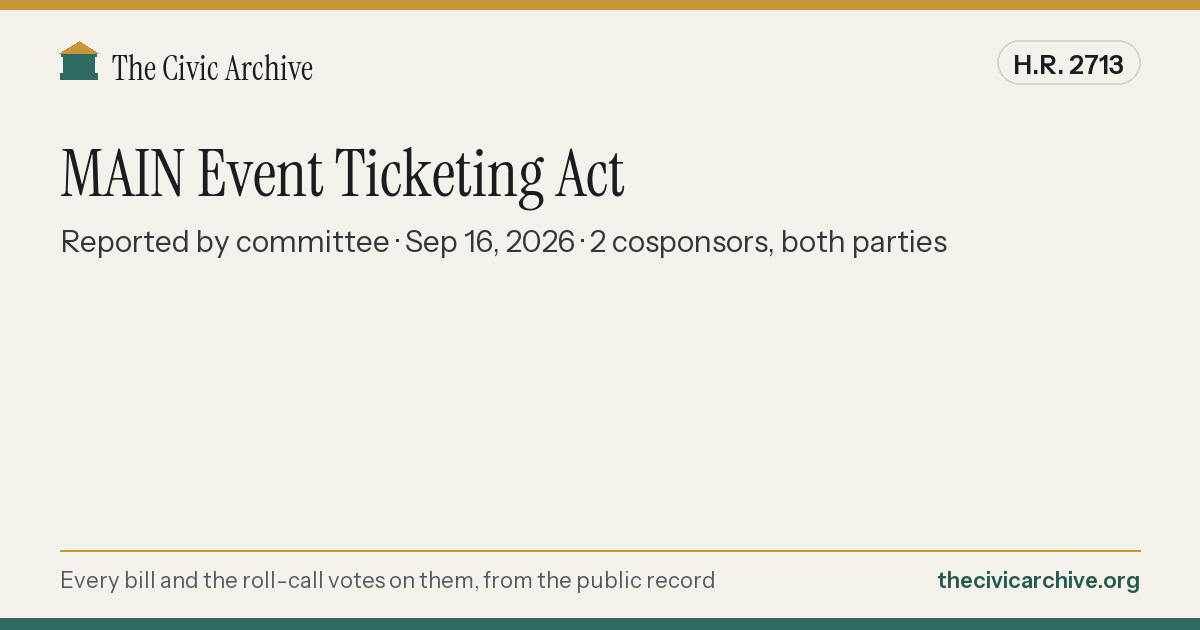 The Civic Archive
H.R. 2713
MAIN Event Ticketing Act
Reported by committee · Sep 16, 2026 · 2 cosponsors, both parties
Every bill and the roll-call votes on them, from the public record
thecivicarchive.org